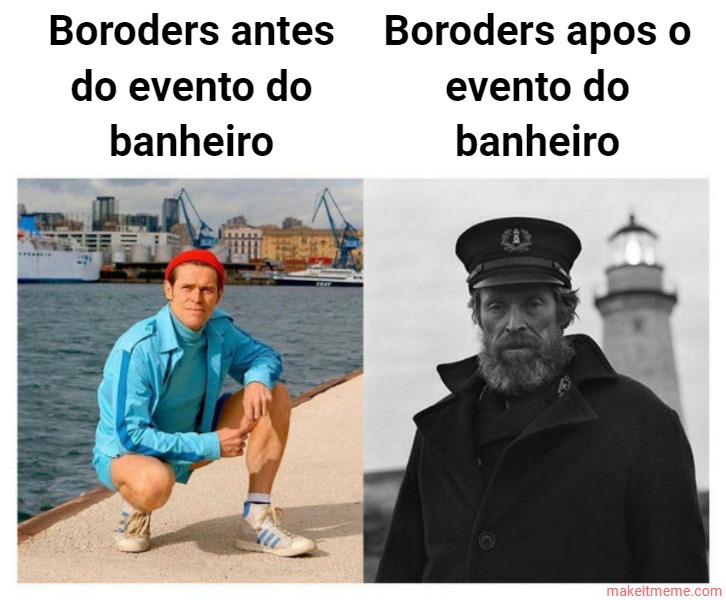 Boroders antes
do evento do
banheiro
Boroders apos o
evento do
banheiro
makeitmeme.com